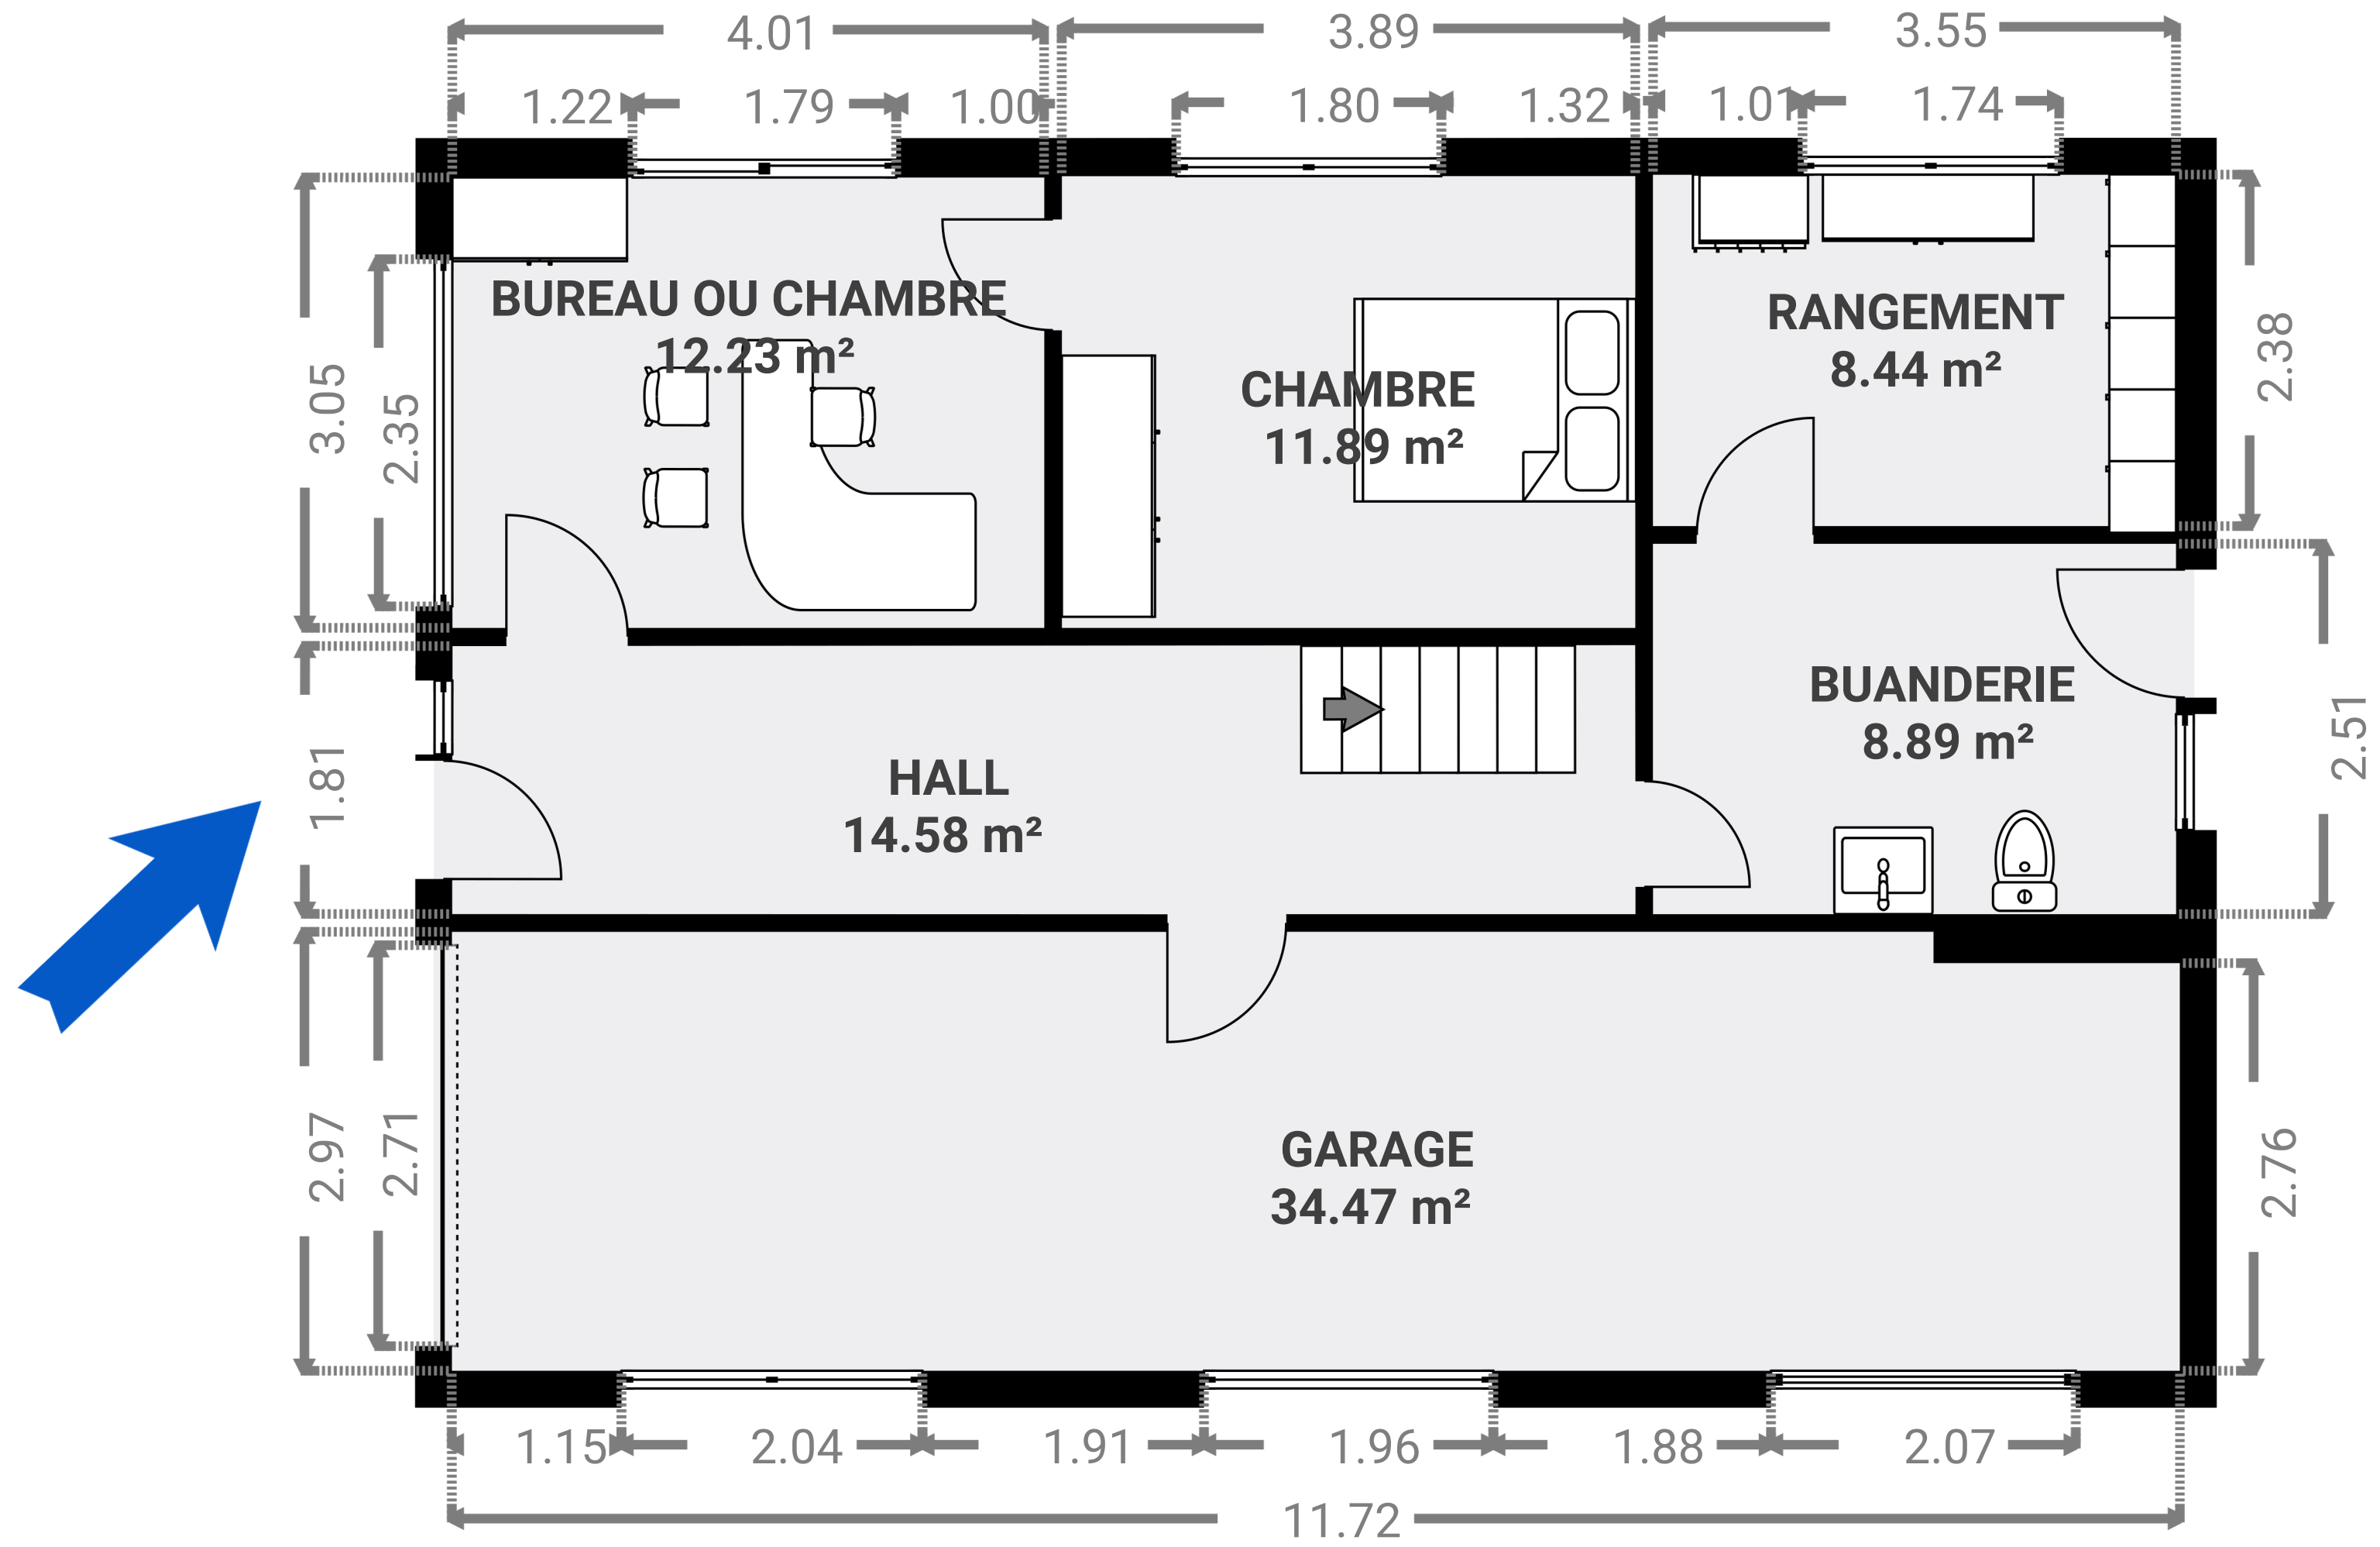 4.01
3.89
3.55
1.22
1.79
1.00
1.80
1.32
1.01
1.74
BUREAU OU CHAMBRE
12.23 m²
CHAMBRE
11.89 m²
RANGEMENT
8.44 m²
3.05
2.35
2.38
BUANDERIE
8.89 m²
HALL
14.58 m²
1.81
2.51
GARAGE
34.47 m²
2.97
2.71
2.76
1.15
2.04
1.91
1.96
1.88
2.07
11.72